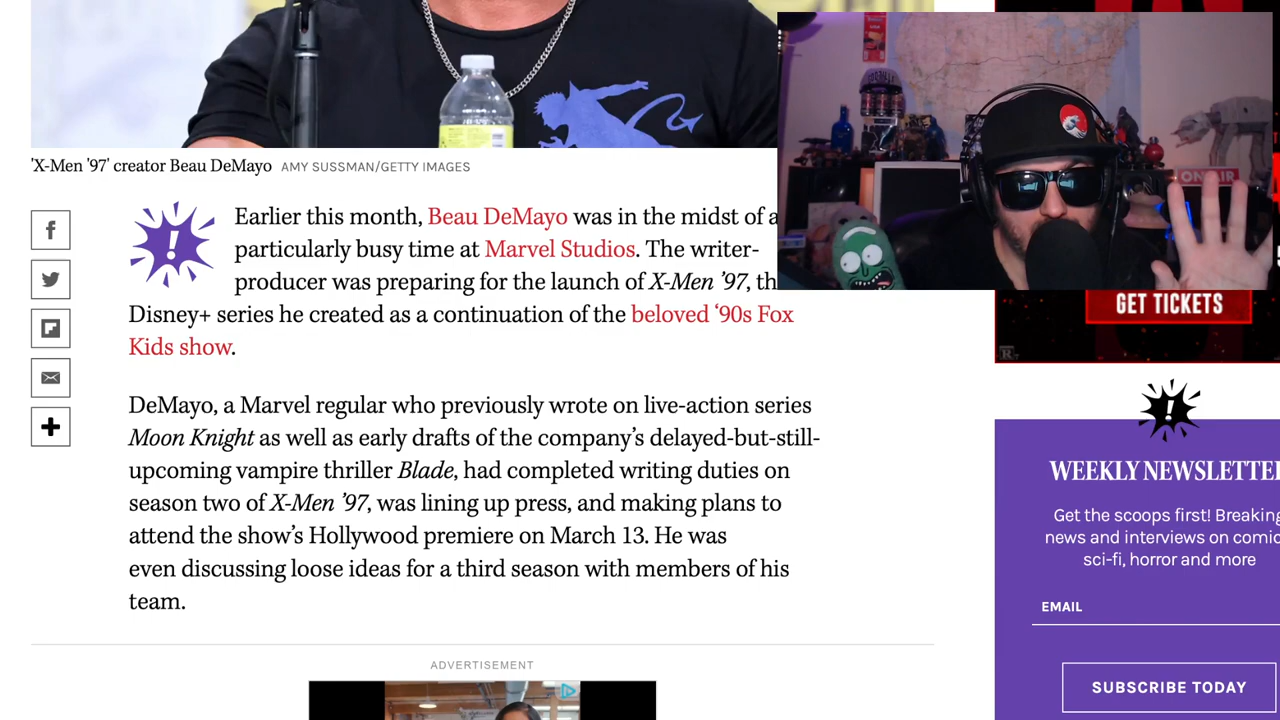 'X-Men '97' creator Beau DeMayo AMY SUSSMAN/GETTY IMAGES
ON AIR
Earlier this month, Beau DeMayo was in the midst of a
particularly busy time at Marvel Studios. The writer-
producer was preparing for the launch of X-Men ’97, th
Disney+ series he created as a continuation of the
beloved ‘90s Fox
Kids show.
DeMayo, a Marvel regular who previously wrote on live-action series
Moon Knight as well as early drafts of the company’s delayed-but-still-
upcoming vampire thriller Blade, had completed writing duties on
season two of X-Men ’97, was lining up press, and making plans to
attend the show’s Hollywood premiere on March 13. He was
even discussing loose ideas for a third season with members of his
team.
ADVERTISEMENT
GET TICKETS
R
WEEKLY NEWSLETTE
Get the scoops first! Breaking
news and interviews on comic
sci-fi, horror and more
EMAIL
SUBSCRIBE TODAY